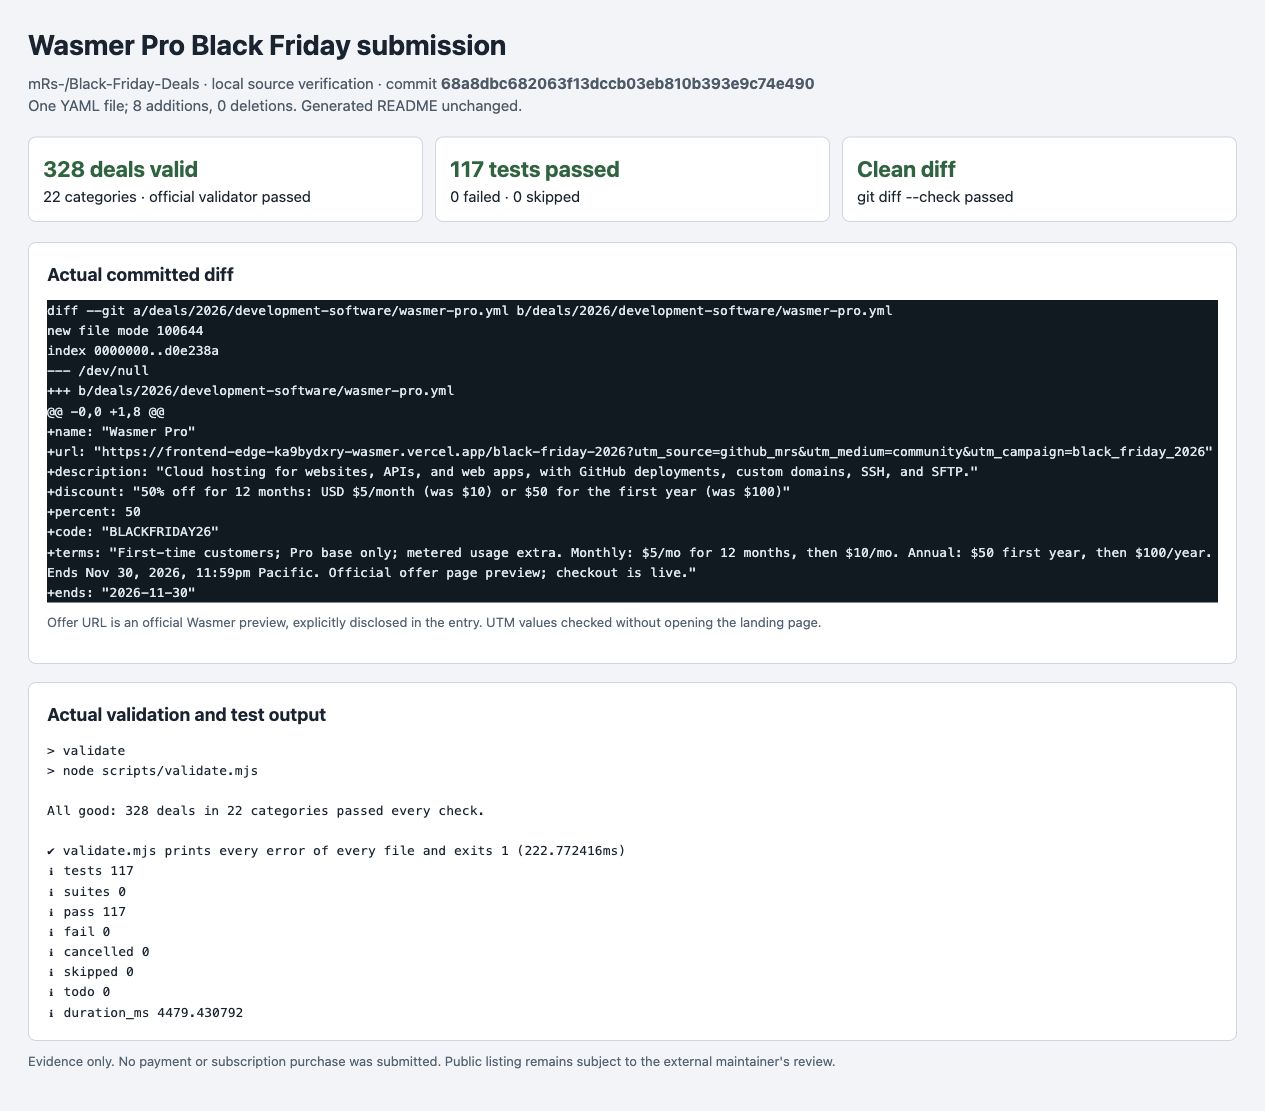 Wasmer Pro Black Friday submission
mRs-/Black-Friday-Deals · local source verification · commit 68a8dbc682063f13dccb03eb810b393e9c74e490
One YAML file; 8 additions, 0 deletions. Generated README unchanged.
328 deals valid
22 categories · official validator passed
117 tests passed
0 failed · 0 skipped
Clean diff
git diff --check passed
Actual committed diff
diff --git a/deals/2026/development-software/wasmer-pro.yml b/deals/2026/development-software/wasmer-pro.yml
new file mode 100644
index 0000000..d0e238a
--- /dev/null
+++ b/deals/2026/development-software/wasmer-pro.yml
@@ -0,0 +1,8 @@
+name: "Wasmer Pro"
+url: "https://frontend-edge-ka9bydxry-wasmer.vercel.app/black-friday-2026?utm_source=github_mrs&utm_medium=community&utm_campaign=black_friday_2026"
+description: "Cloud hosting for websites, APIs, and web apps, with GitHub deployments, custom domains, SSH, and SFTP."
+discount: "50% off for 12 months: USD $5/month (was $10) or $50 for the first year (was $100)"
+percent: 50
+code: "BLACKFRIDAY26"
+terms: "First-time customers; Pro base only; metered usage extra. Monthly: $5/mo for 12 months, then $10/mo. Annual: $50 first year, then $100/year.
Ends Nov 30, 2026, 11:59pm Pacific. Official offer page preview; checkout is live."
+ends: "2026-11-30"
Offer URL is an official Wasmer preview, explicitly disclosed in the entry. UTM values checked without opening the landing page.
Actual validation and test output
> validate
> node scripts/validate.mjs
All good: 328 deals in 22 categories passed every check.
✔ validate.mjs prints every error of every file and exits 1 (222.772416ms)
ℹ tests 117
ℹ suites 0
ℹ pass 117
ℹ fail 0
ℹ cancelled 0
ℹ skipped 0
ℹ todo 0
ℹ duration_ms 4479.430792
Evidence only. No payment or subscription purchase was submitted. Public listing remains subject to the external maintainer's review.